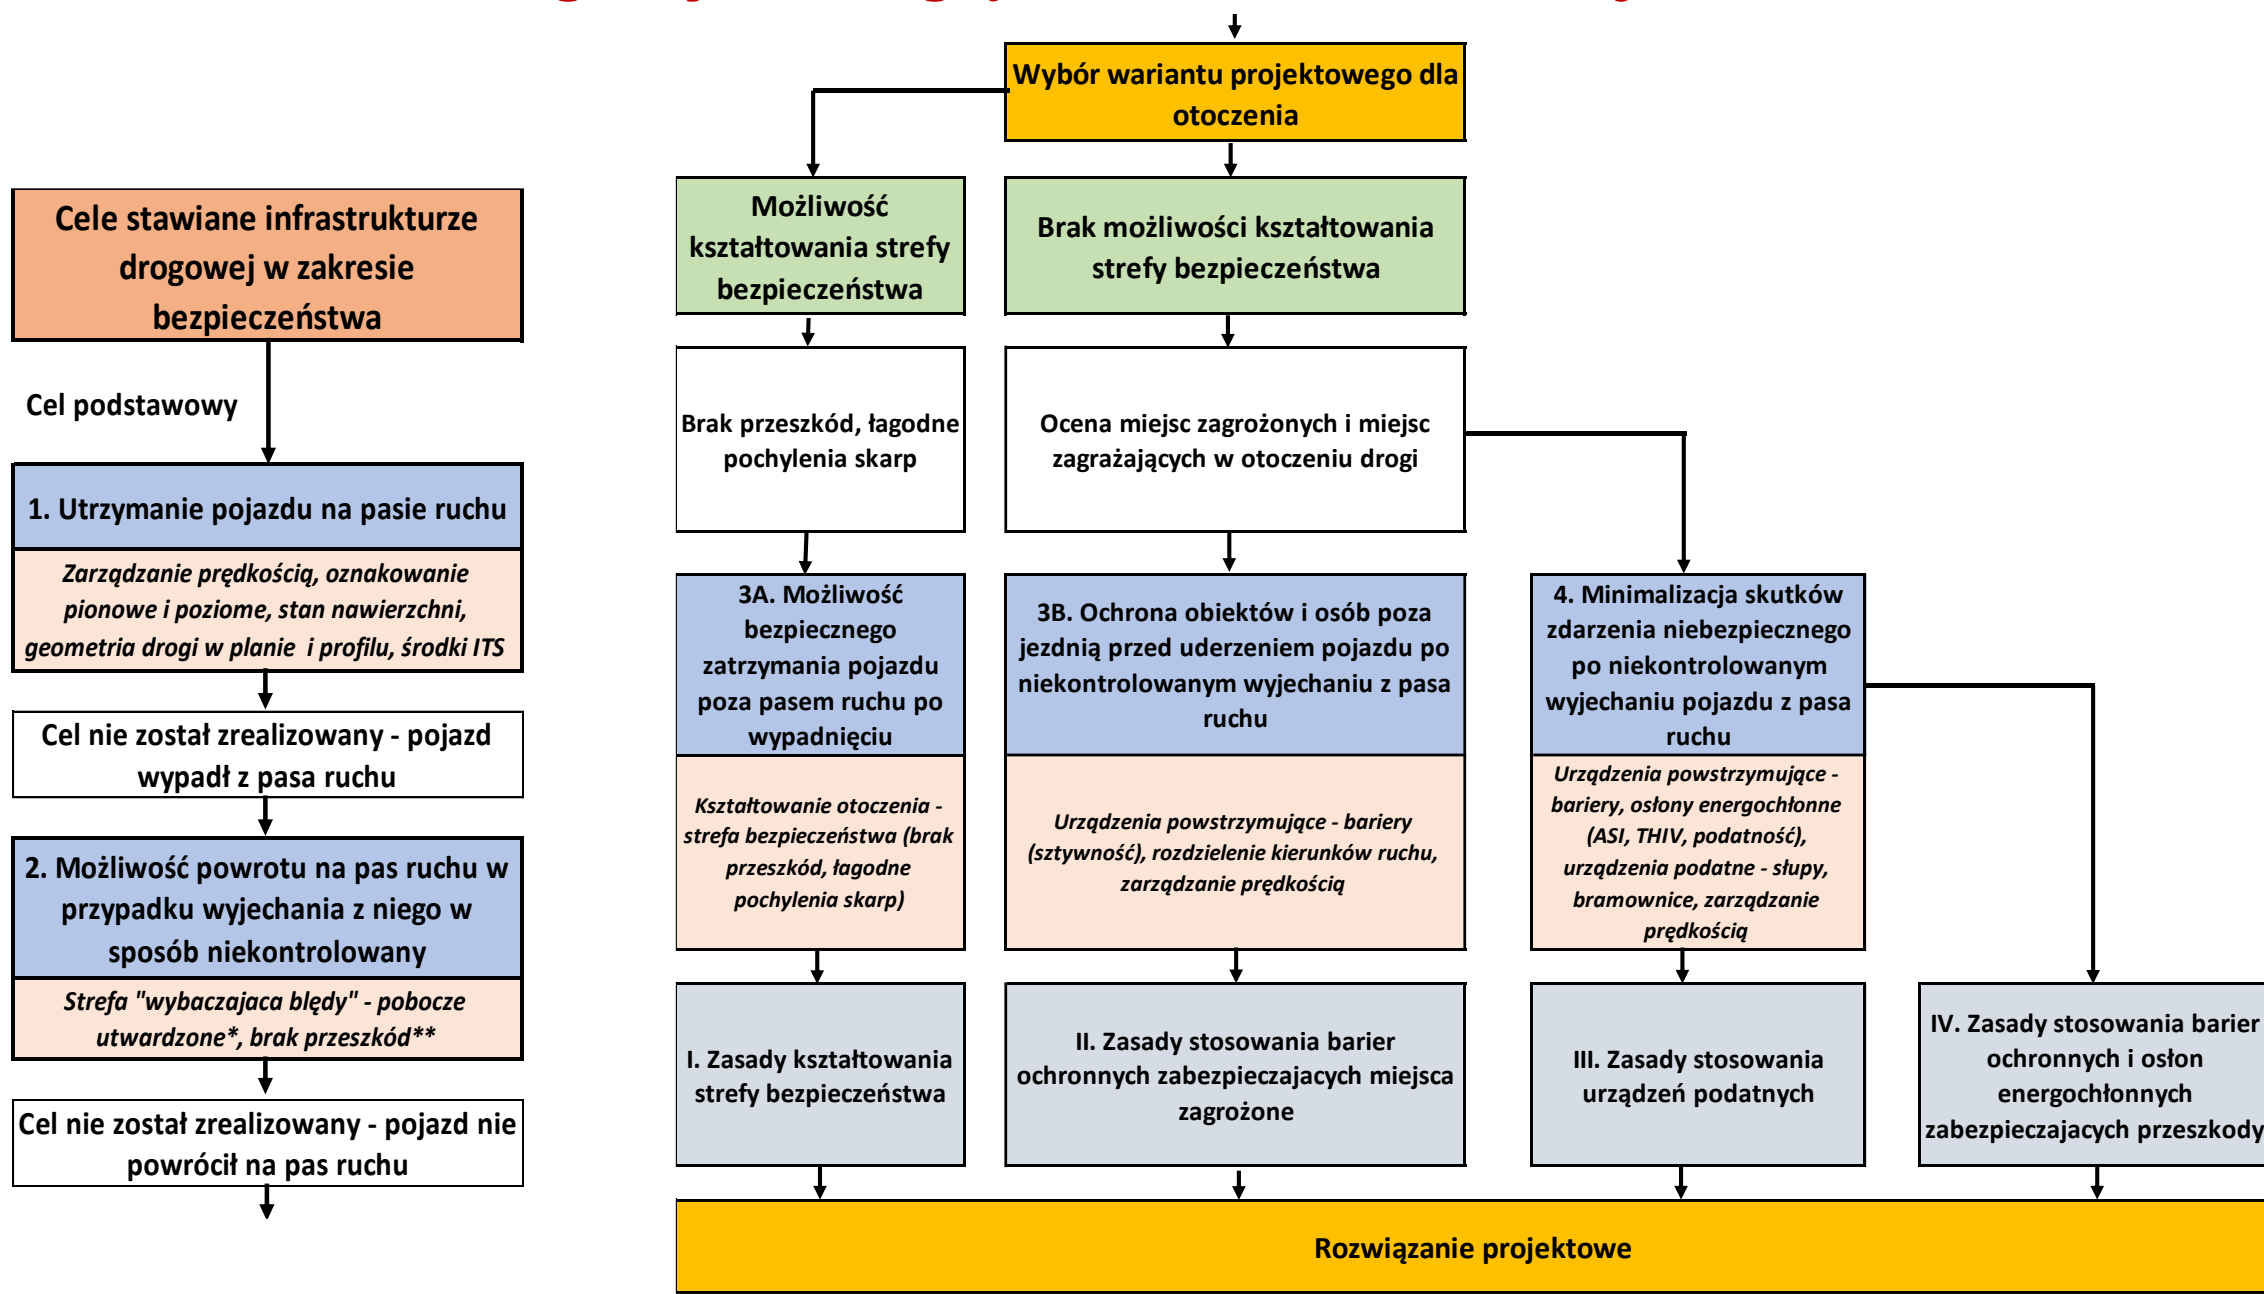 Cele stawiane infrastrukturze
drogowej w zakresie
bezpieczeństwa
Cel podstawowy
1. Utrzymanie pojazdu na pasie ruchu
Zarządzanie prędkością, oznakowanie
pionowe i poziome, stan nawierzchni,
geometria drogi w planie i profilu, środki ITS
Cel nie został zrealizowany - pojazd
wypadł z pasa ruchu
2. Możliwość powrotu na pas ruchu w
przypadku wyjechania z niego w
sposób niekontrolowany
Strefa "wybaczajaca błędy" - pobocze
utwardzone*, brak przeszkód**
Cel nie został zrealizowany - pojazd nie
powrócił na pas ruchu
Wybór wariantu projektowego dla
otoczenia
Możliwość
kształtowania strefy
bezpieczeństwa
Brak możliwości kształtowania
strefy bezpieczeństwa
Brak przeszkód, łagodne
pochylenia skarp
Ocena miejsc zagrożonych i miejsc
zagrażających w otoczeniu drogi
3A. Możliwość
bezpiecznego
zatrzymania pojazdu
poza pasem ruchu po
wypadnięciu
Kształtowanie otoczenia -
strefa bezpieczeństwa (brak
przeszkód, łagodne
pochylenia skarp)
3B. Ochrona obiektów i osób poza
jezdnią przed uderzeniem pojazdu po
niekontrolowanym wyjechaniu z pasa
ruchu
Urządzenia powstrzymujące - bariery
(sztywność), rozdzielenie kierunków ruchu,
zarządzanie prędkością
4. Minimalizacja skutków
zdarzenia niebezpiecznego
po niekontrolowanym
wyjechaniu pojazdu z pasa
ruchu
Urządzenia powstrzymujące -
bariery, osłony energochłonne
(ASI, THIV, podatność),
urządzenia podatne - słupy,
bramownice, zarządzanie
prędkością
I. Zasady kształtowania
strefy bezpieczeństwa
II. Zasady stosowania barier
ochronnych zabezpieczajacych miejsca
zagrożone
III. Zasady stosowania
urządzeń podatnych
IV. Zasady stosowania barier
ochronnych i osłon
energochłonnych
zabezpieczajacych przeszkody
Rozwiązanie projektowe